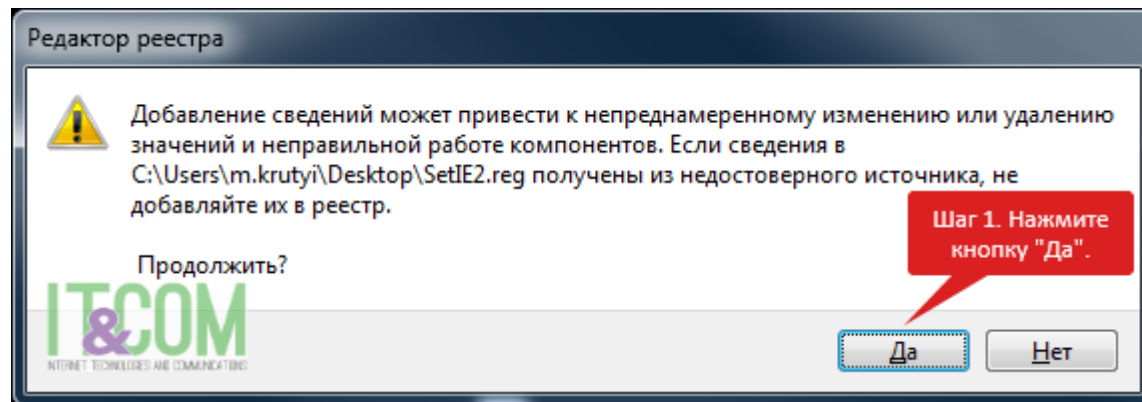 Редактор реестра
Добавление сведений может привести к непреднамеренному изменению или удалению
значений и неправильной работе компонентов. Если сведения в
C:\Users\m.krutyi\Desktop\SetIE2.reg получены из недостоверного источника, не
добавляйте их в реестр.
Шаг 1. Нажмите
кнопку "Да".
Продолжить?
IT&COM
INTERNET TECHNOLOGIES AND COMMUNICATIONS
Да
Нет